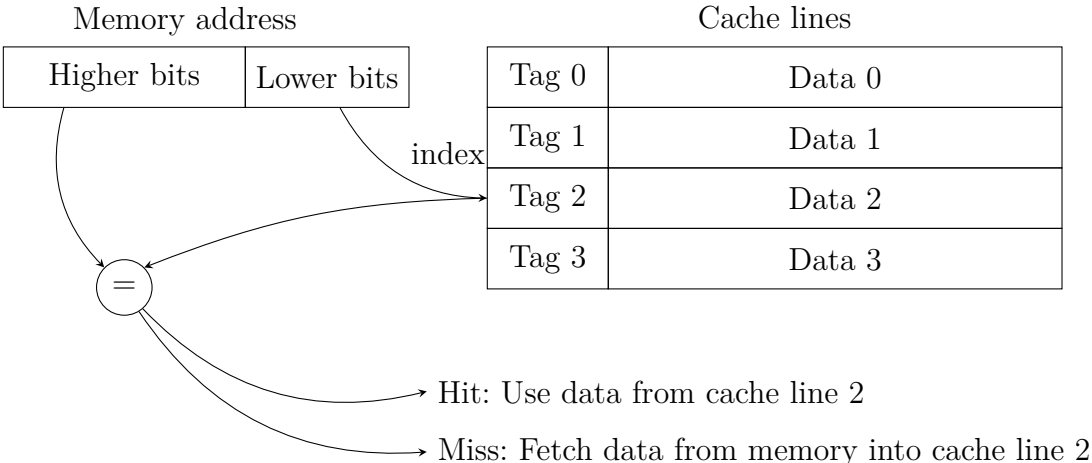 Memory address
Cache lines
Higher bits
Lower bits
Tag 0
Data 0
Tag 1
Data 1
index
Tag 2
Data 2
Tag 3
Data 3
=
Hit: Use data from cache line 2
Miss: Fetch data from memory into cache line 2